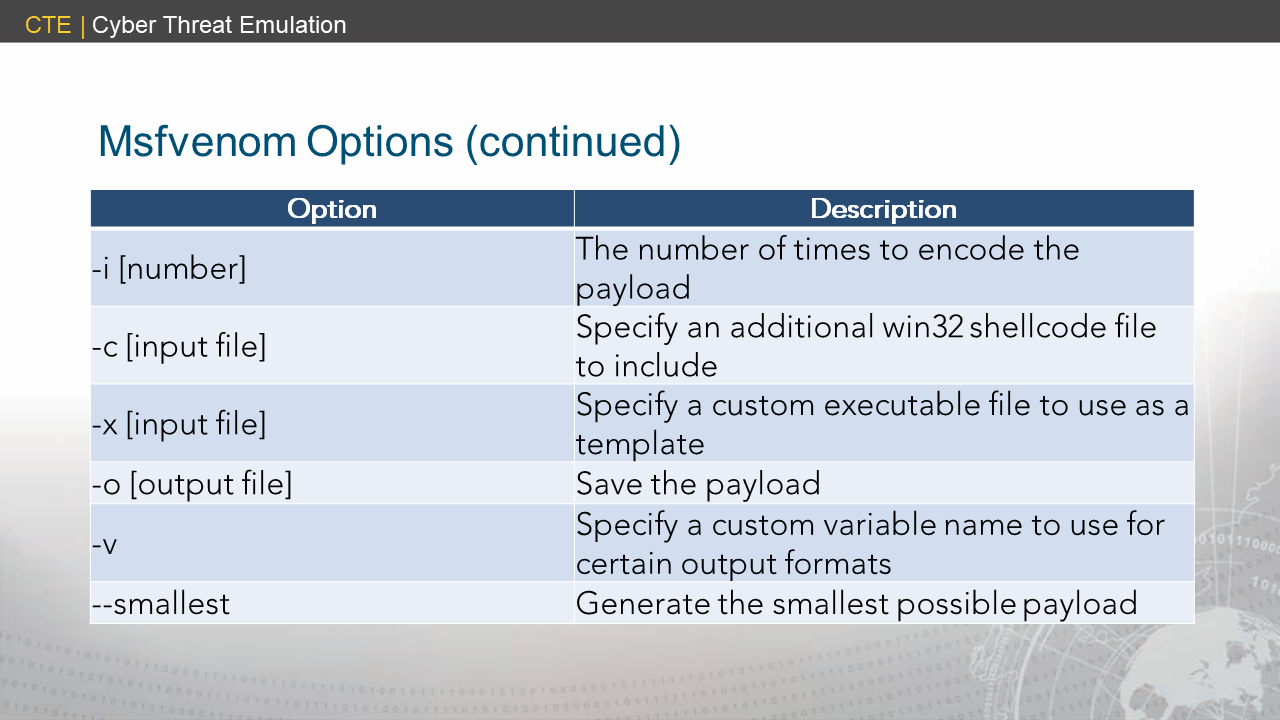 CTE | Cyber Threat Emulation
Msfvenom Options (continued)
Option Description
-i [number] The number of times to encode the
payload
-c [input file] Specify an additional win32 shellcode file
to include
-x [input file] Specify a custom executable file to use as a
template
-o [output file] Save the payload
-v Specify a custom variable name to use for
certain output formats
--smallest Generate the smallest possible payload